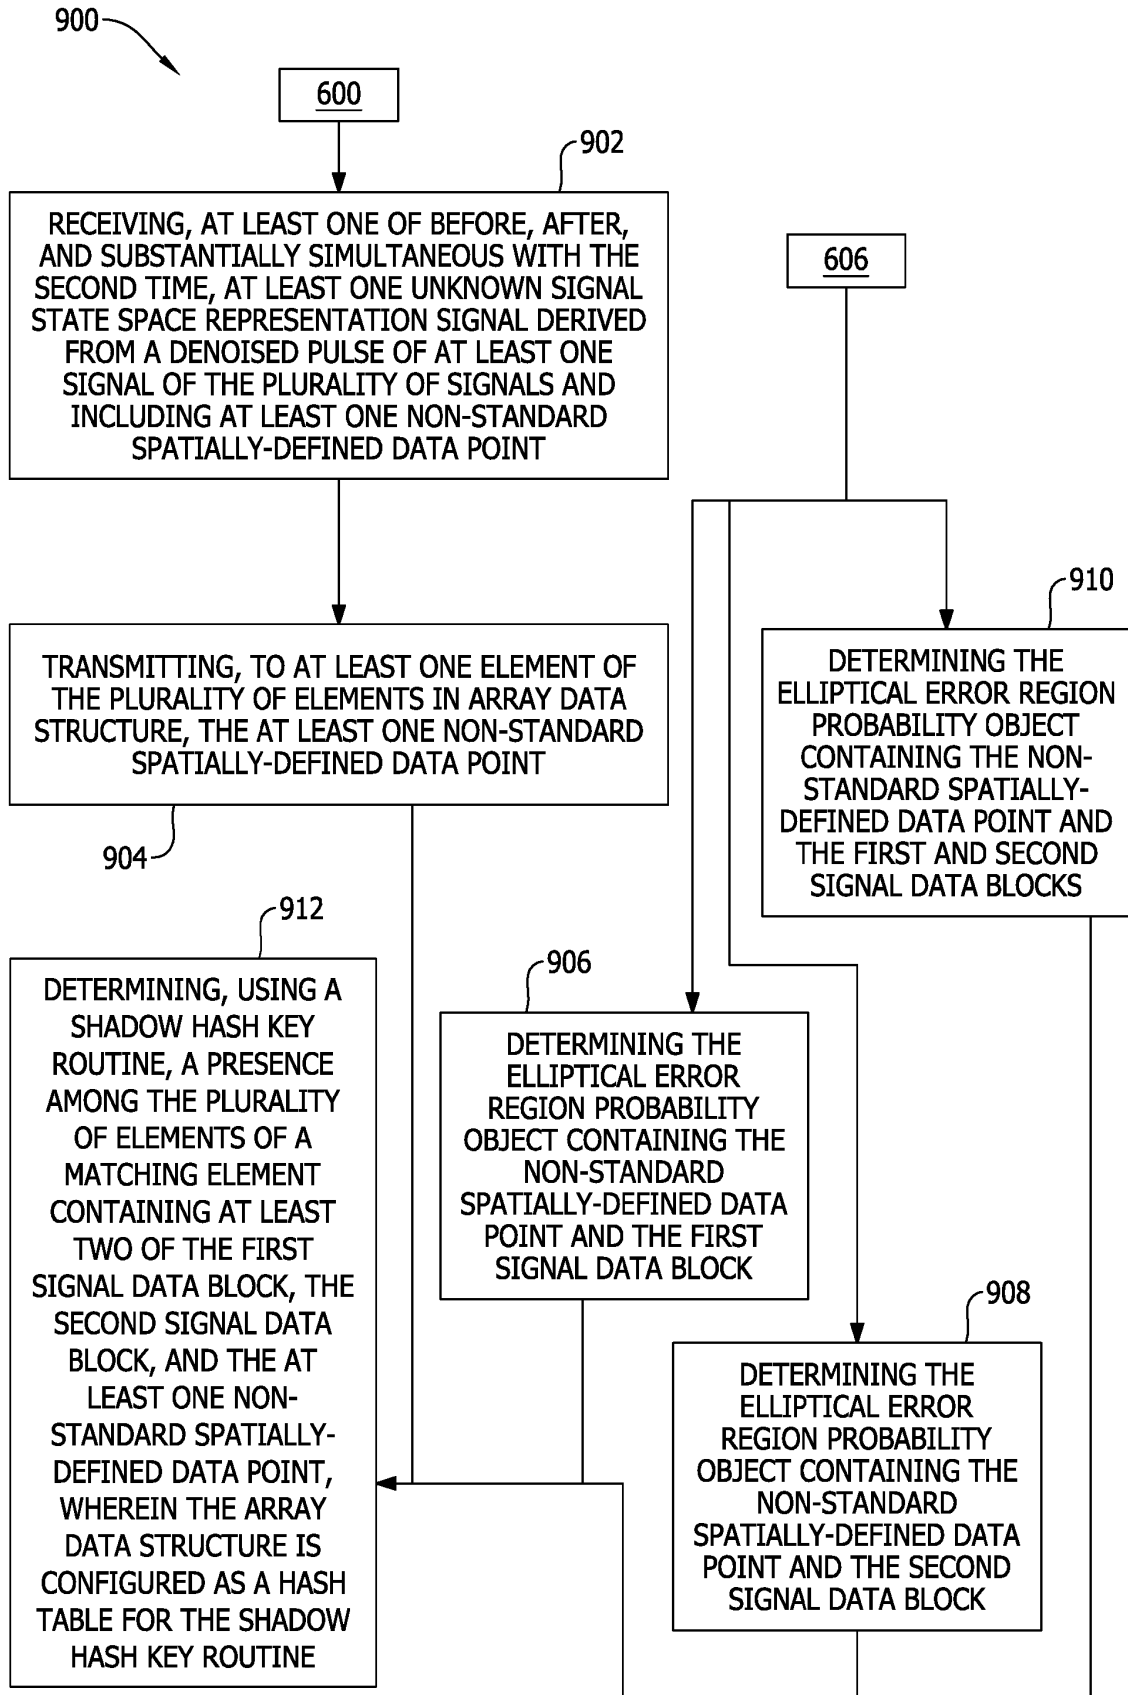 900
600
902
RECEIVING, AT LEAST ONE OF BEFORE, AFTER,
AND SUBSTANTIALLY SIMULTANEOUS WITH THE
SECOND TIME, AT LEAST ONE UNKNOWN SIGNAL
STATE SPACE REPRESENTATION SIGNAL DERIVED
FROM A DENOISED PULSE OF AT LEAST ONE
SIGNAL OF THE PLURALITY OF SIGNALS AND
INCLUDING AT LEAST ONE NON-STANDARD
SPATIALLY-DEFINED DATA POINT
606
TRANSMITTING, TO AT LEAST ONE ELEMENT OF
THE PLURALITY OF ELEMENTS IN ARRAY DATA
STRUCTURE, THE AT LEAST ONE NON-STANDARD
SPATIALLY-DEFINED DATA POINT
904
910
DETERMINING THE
ELLIPTICAL ERROR REGION
PROBABILITY OBJECT
CONTAINING THE NON-
STANDARD SPATIALLY-
DEFINED DATA POINT AND
THE FIRST AND SECOND
SIGNAL DATA BLOCKS
912
DETERMINING, USING A
SHADOW HASH KEY
ROUTINE, A PRESENCE
AMONG THE PLURALITY
OF ELEMENTS OF A
MATCHING ELEMENT
CONTAINING AT LEAST
TWO OF THE FIRST
SIGNAL DATA BLOCK, THE
SECOND SIGNAL DATA
BLOCK, AND THE AT
LEAST ONE NON-
STANDARD SPATIALLY-
DEFINED DATA POINT,
WHEREIN THE ARRAY
DATA STRUCTURE IS
CONFIGURED AS A HASH
TABLE FOR THE SHADOW
HASH KEY ROUTINE
906
DETERMINING THE
ELLIPTICAL ERROR
REGION PROBABILITY
OBJECT CONTAINING THE
NON-STANDARD
SPATIALLY-DEFINED DATA
POINT AND THE FIRST
SIGNAL DATA BLOCK
908
DETERMINING THE
ELLIPTICAL ERROR
REGION PROBABILITY
OBJECT CONTAINING THE
NON-STANDARD
SPATIALLY-DEFINED DATA
POINT AND THE SECOND
SIGNAL DATA BLOCK